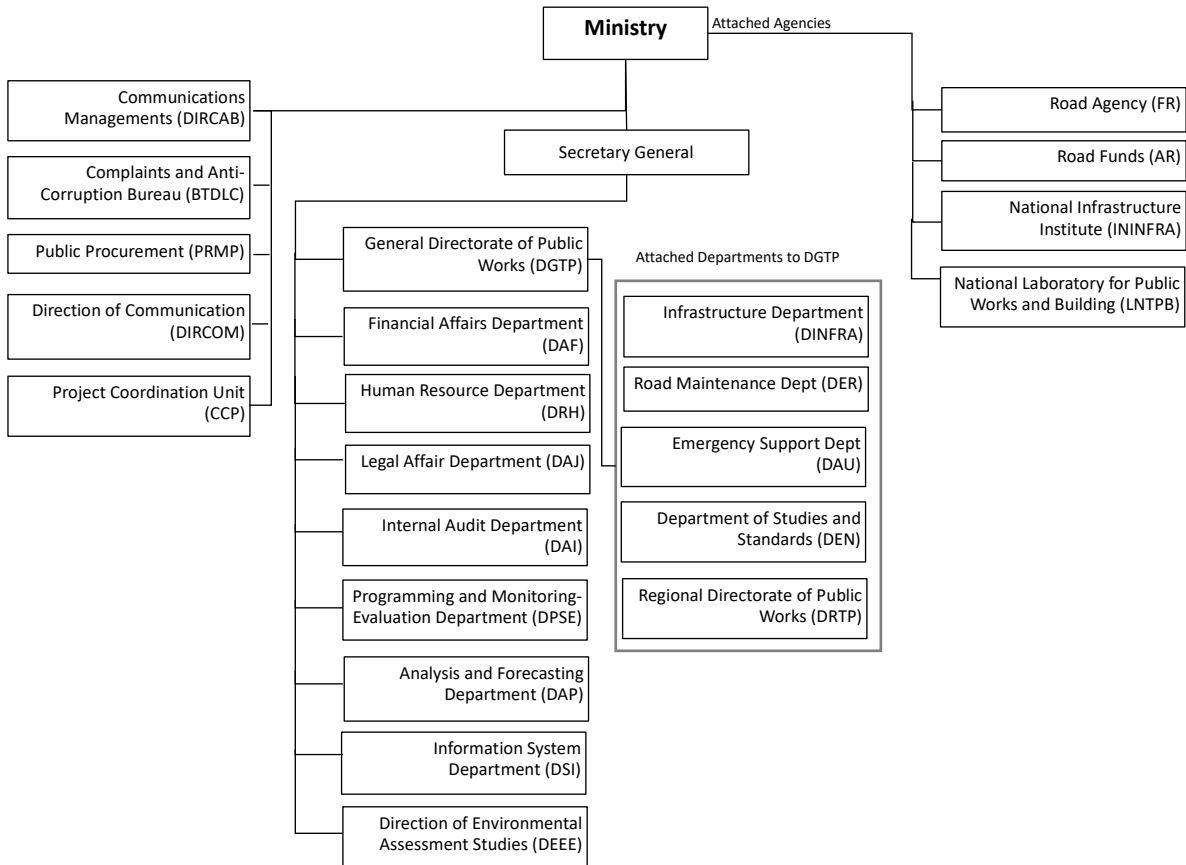 Ministry
Attached Agencies
Communications
Managements (DIRCAB)
Complaints and Anti-
Corruption Bureau (BTDLC)
Public Procurement (PRMP)
Direction of Communication
(DIRCOM)
Project Coordination Unit
(CCP)
Secretary General
General Directorate of Public
Works (DGTP)
Financial Affairs Department
(DAF)
Human Resource Department
(DRH)
Legal Affair Department (DAJ)
Internal Audit Department
(DAI)
Programming and Monitoring-
Evaluation Department (DPSE)
Analysis and Forecasting
Department (DAP)
Information System
Department (DSI)
Direction of Environmental
Assessment Studies (DEEE)
Attached Departments to DGTP
Infrastructure Department
(DINFRA)
Road Maintenance Dept (DER)
Emergency Support Dept
(DAU)
Department of Studies and
Standards (DEN)
Regional Directorate of Public
Works (DRTP)
Road Agency (FR)
Road Funds (AR)
National Infrastructure
Institute (ININFRA)
National Laboratory for Public
Works and Building (LNTPB)